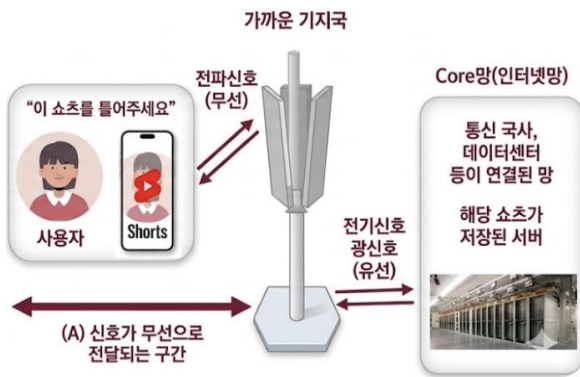 가까운 기지국
“이 쇼츠를 틀어주세요”
사용자
Shorts
전파신호
(무선)
Core망(인터넷망)
통신 국사,
데이터센터
등이 연결된 망
해당 쇼츠가
저장된 서버
전기신호
광신호
(유선)
(A) 신호가 무선으로
전달되는 구간